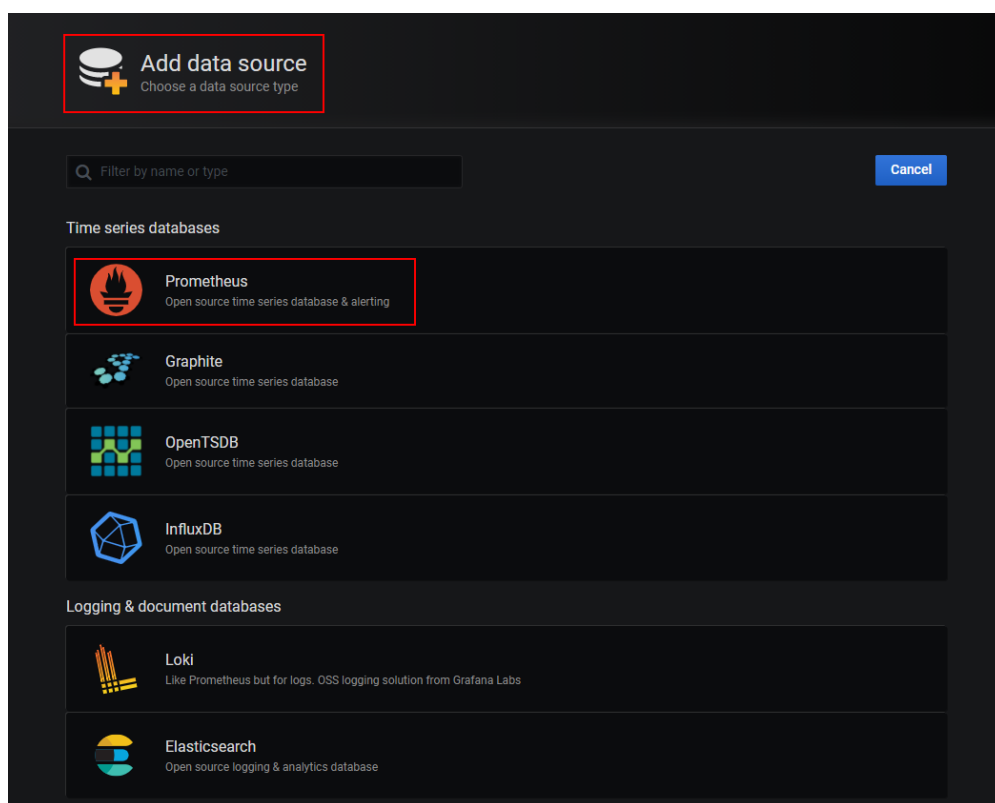 Add data source
Choose a data source type
Filter by name or type
Cancel
Time series databases
Prometheus
Open source time series database & alerting
Graphite
Open source time series database
OpenTSDB
Open source time series database
InfluxDB
Open source time series database
Logging & document databases
Loki
Like Prometheus but for logs. OSS logging solution from Grafana Labs
Elasticsearch
Open source logging & analytics database